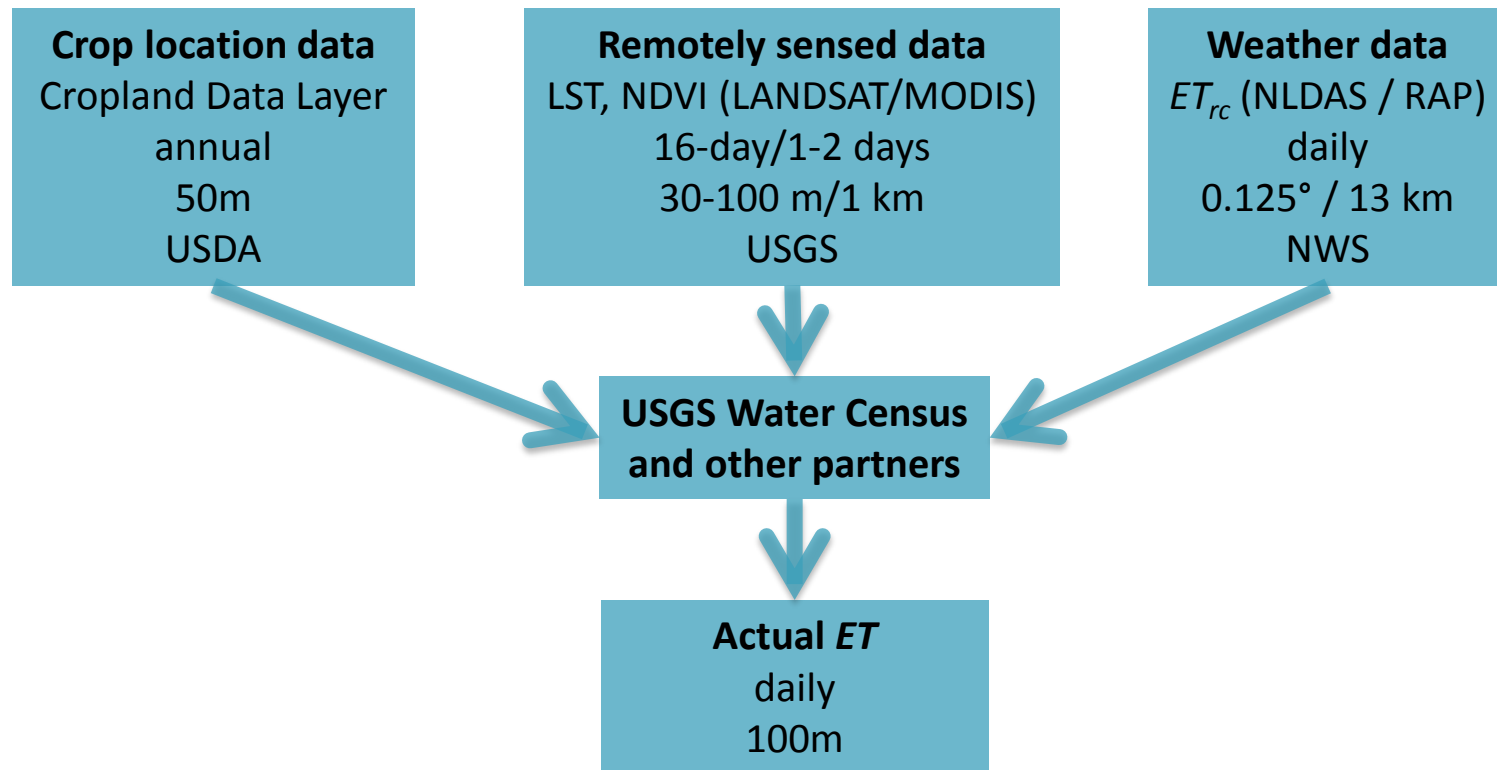 Crop location data
Cropland Data Layer
annual
50m
USDA
Remotely sensed data
LST, NDVI (LANDSAT/MODIS)
16-day/1-2 days
30-100 m/1 km
USGS
Weather data
ETrc (NLDAS / RAP)
daily
0.125° / 13 km
NWS
USGS Water Census
and other partners
Actual ET
daily
100m